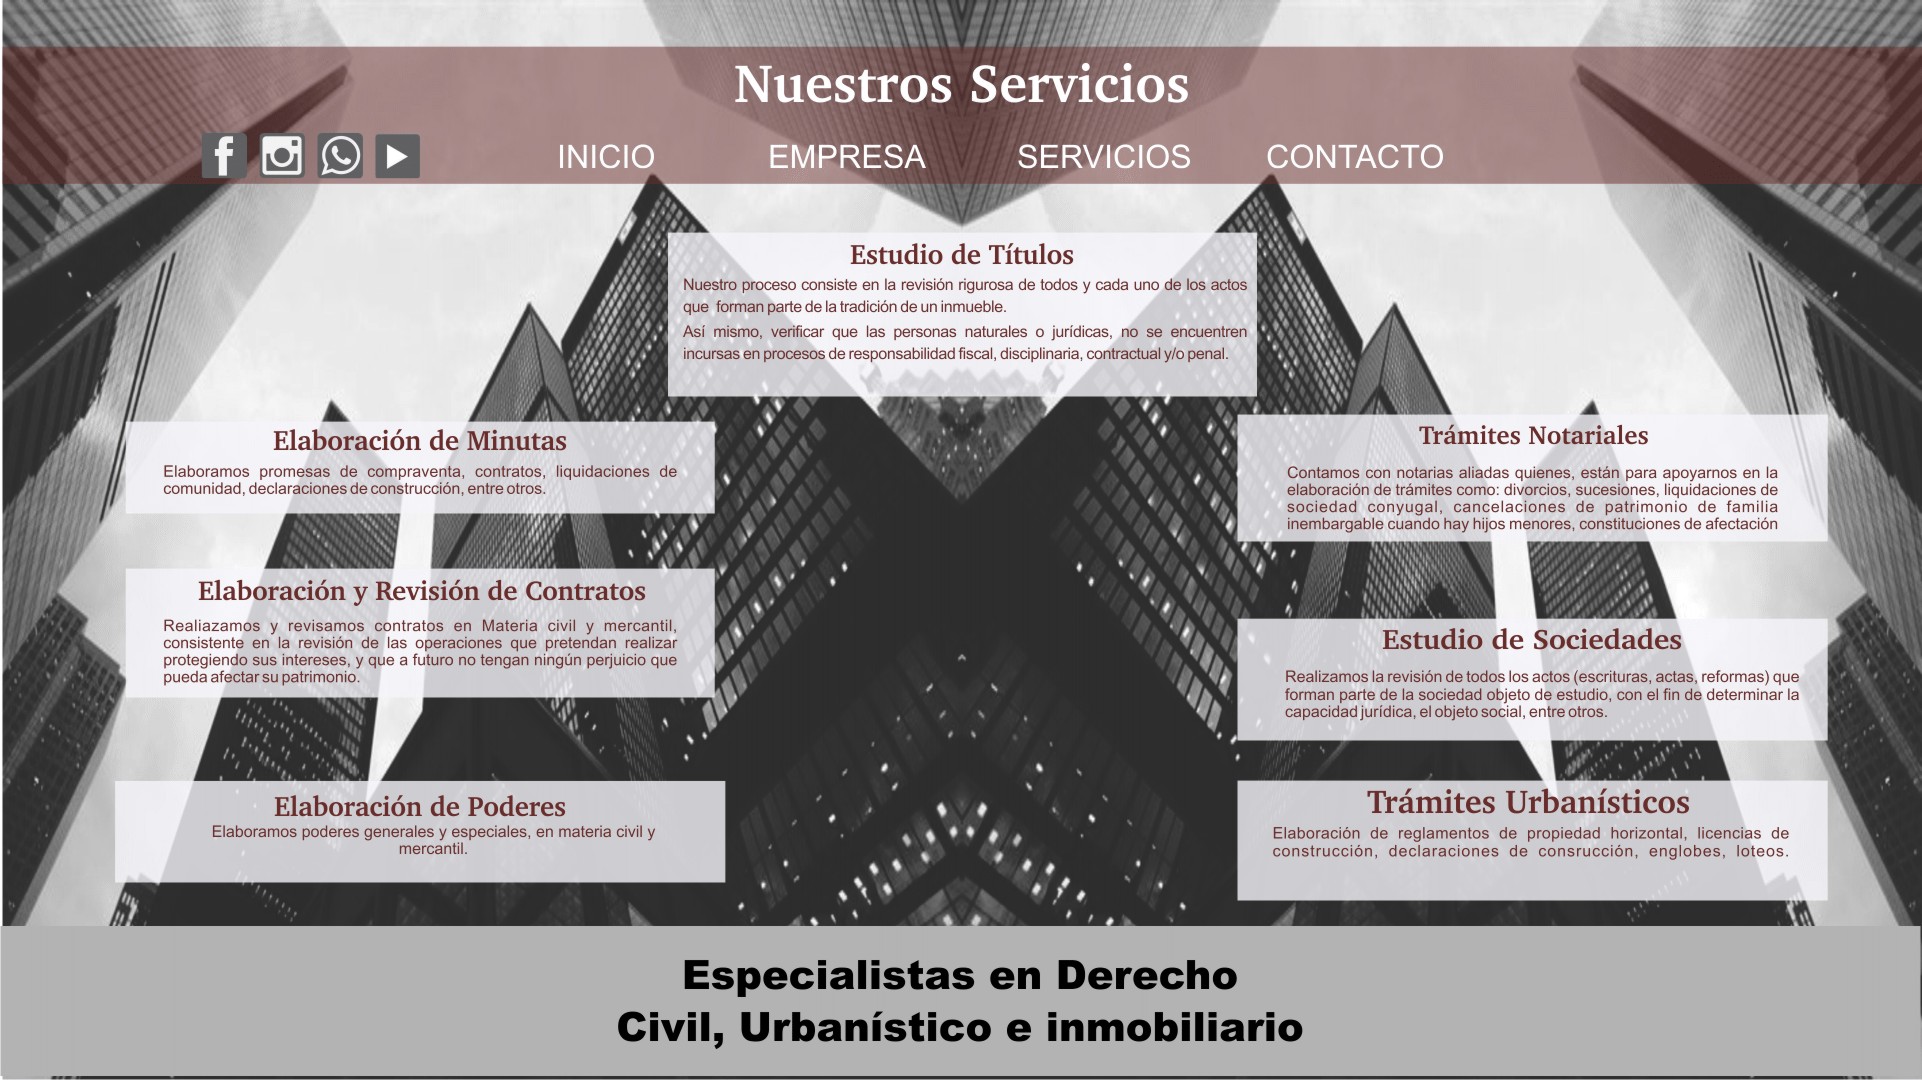 Nuestros Servicios
INICIO EMPRESA SERVICIOS CONTACTO
Estudio de Títulos
Nuestro proceso consiste en la revisión rigurosa de todos y cada uno de los actos
que forman parte de la tradición de un inmueble.
Así mismo, verificar que las personas naturales o jurídicas, no se encuentren
incursas en procesos de responsabilidad fiscal, disciplinaria, contractual y/o penal.
Elaboración de Minutas
Elaboramos promesas de compraventa, contratos, liquidaciones de
comunidad, declaraciones de construcción, entre otros.
Elaboración y Revisión de Contratos
Realiazamos y revisamos contratos en Materia civil y mercantil,
consistente en la revisión de las operaciones que pretendan realizar
protegiendo sus intereses, y que a futuro no tengan ningún perjuicio que
pueda afectar su patrimonio.
Elaboración de Poderes
Elaboramos poderes generales y especiales, en materia civil y
mercantil.
Trámites Notariales
Contamos con notarias aliadas quienes, están para apoyarnos en la
elaboración de trámites como: divorcios, sucesiones, liquidaciones de
sociedad conyugal, cancelaciones de patrimonio de familia
inembargable cuando hay hijos menores, constituciones de afectación
Estudio de Sociedades
Realizamos la revisión de todos los actos (escrituras, actas, reformas) que
forman parte de la sociedad objeto de estudio, con el fin de determinar la
capacidad jurídica, el objeto social, entre otros.
Trámites Urbanísticos
Elaboración de reglamentos de propiedad horizontal, licencias de
construcción, declaraciones de consrucción, englobes, loteos.
Especialistas en Derecho
Civil, Urbanístico e inmobiliario